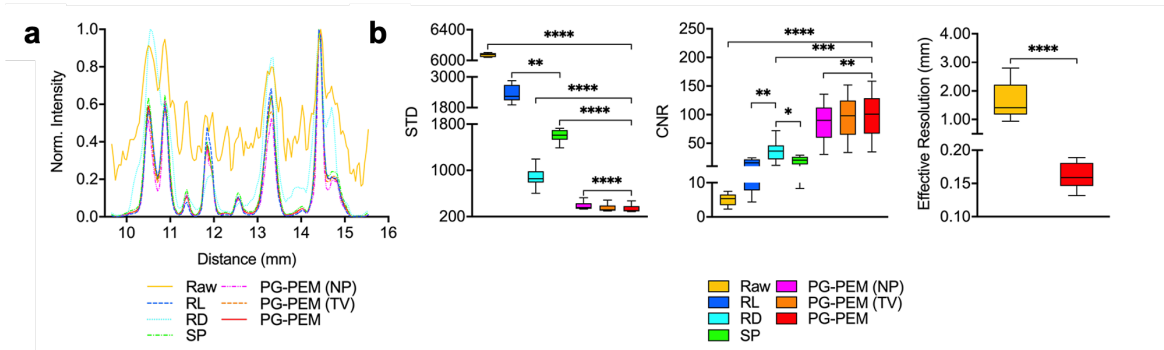 a
b
Norm. Intensity
1.0
0.8
0.6
0.4
0.2
0.0
10 11 12 13 14 15 16
Distance (mm)
Raw
RL
RD
SP
PG-PEM (NP)
PG-PEM (TV)
PG-PEM
STD
6400
6000
3000
1800
1800
1000
200
****
**
****
****
****
CNR
250
200
150
100
50
10
5
0
****
***
**
**
*
Effective Resolution (mm)
4.00
3.00
2.00
1.00
0.20
0.15
0.10
****
Raw
RL
RD
SP
PG-PEM (NP)
PG-PEM (TV)
PG-PEM